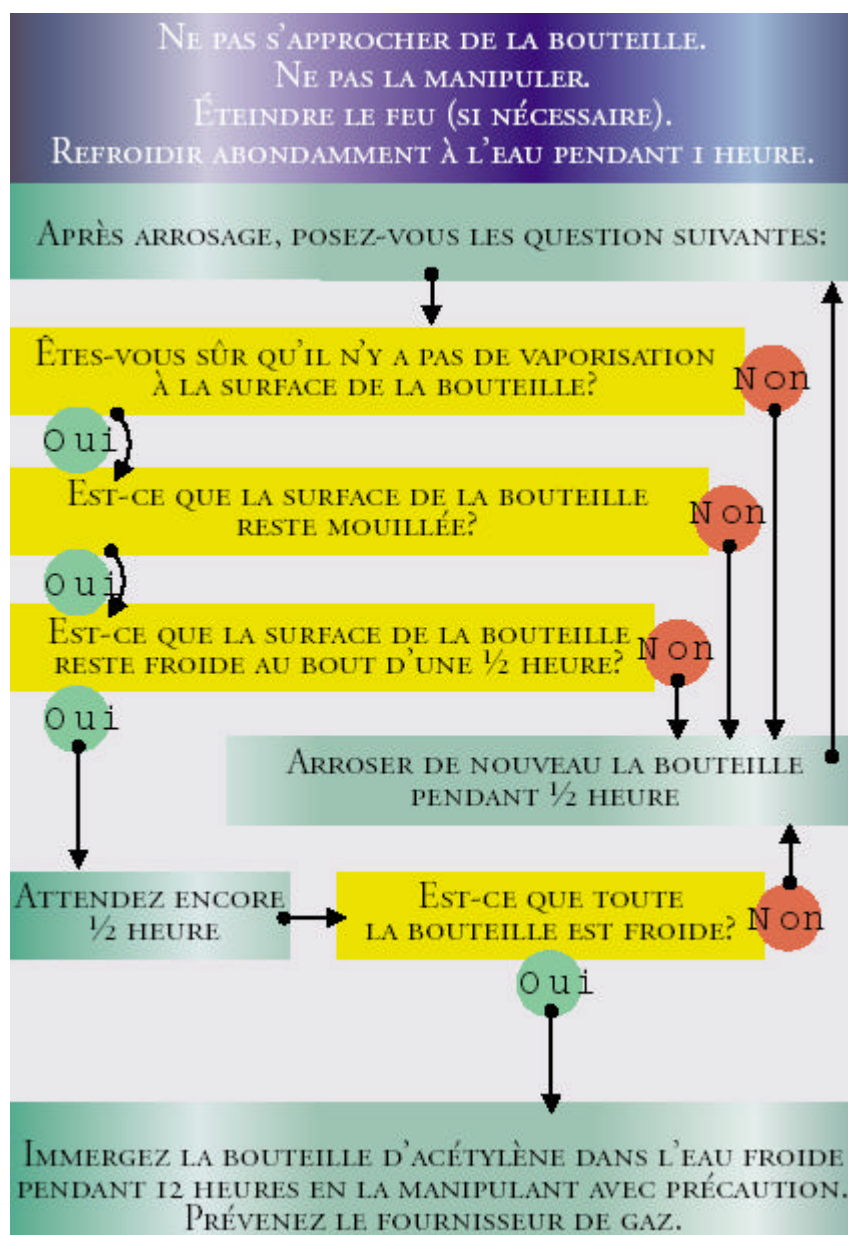 Ne pas s'approcher de la bouteille.
Ne pas la manipuler.
Éteindre le feu (si nécessaire).
Refroidir abondamment à l'eau pendant 1 heure.
Après arrosage, posez-vous les question suivantes:
Êtes-vous sûr qu'il n'y a pas de vaporisation
à la surface de la bouteille?
Non
Oui
Est-ce que la surface de la bouteille
reste mouillée?
Non
Oui
Est-ce que la surface de la bouteille
reste froide au bout d'une ½ heure?
Non
Oui
Arroser de nouveau la bouteille
pendant ½ heure
Attendez encore
½ heure
Est-ce que toute
la bouteille est froide?
Non
Oui
Immergez la bouteille d'acétylène dans l'eau froide
pendant 12 heures en la manipulant avec précaution.
Prévenez le fournisseur de gaz.